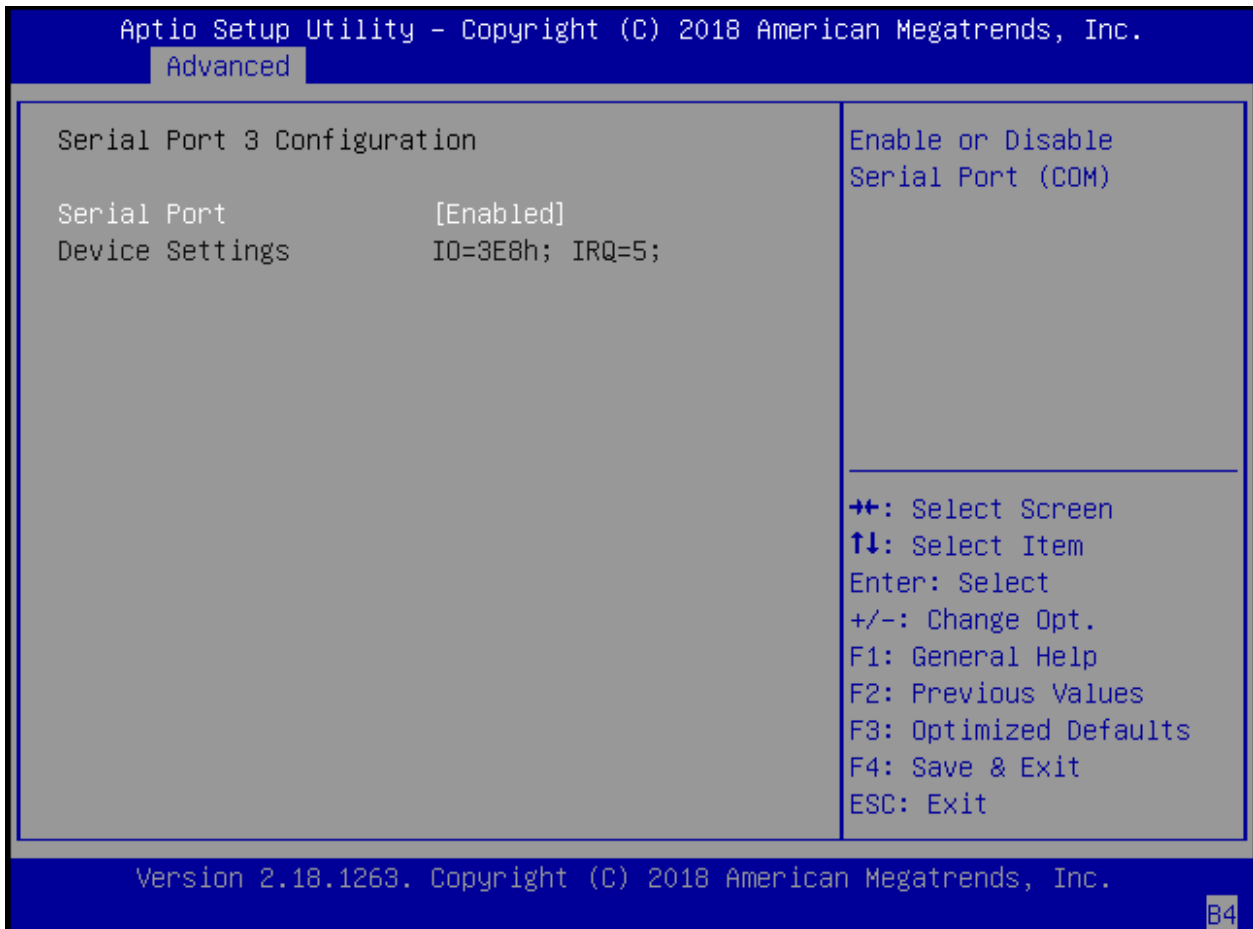 Aptio Setup Utility – Copyright (C) 2018 American Megatrends, Inc.
Advanced
Serial Port 3 Configuration
Serial Port [Enabled]
Device Settings IO=3E8h; IRQ=5;
Enable or Disable
Serial Port (COM)
→←: Select Screen
↑↓: Select Item
Enter: Select
+/-: Change Opt.
F1: General Help
F2: Previous Values
F3: Optimized Defaults
F4: Save & Exit
ESC: Exit
Version 2.18.1263. Copyright (C) 2018 American Megatrends, Inc.
B4